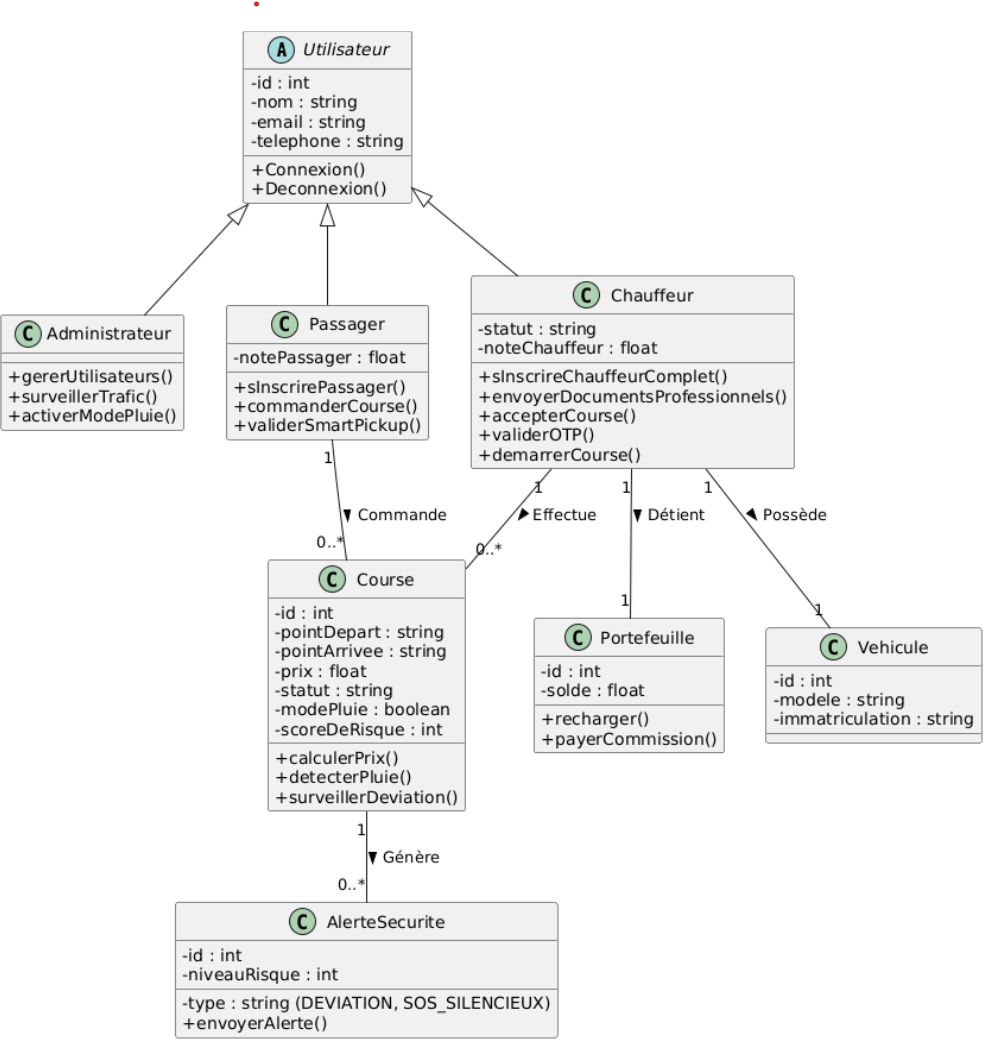 A Utilisateur
-id : int
-nom : string
-email : string
-telephone : string
+Connexion()
+Deconnexion()
C Administrateur
+gererUtilisateurs()
+surveillerTrafic()
+activerModePluie()
C Passager
-notePassager : float
+sInscrirePassager()
+commanderCourse()
+validerSmartPickup()
C Chauffeur
-statut : string
-noteChauffeur : float
+sInscrireChauffeurComplet()
+envoyerDocumentsProfessionnels()
+accepterCourse()
+validerOTP()
+demarrerCourse()
1
Commande
0..*
1
Effectue
0..*
1
Détient
1
1
Possède
1
C Course
-id : int
-pointDepart : string
-pointArrivee : string
-prix : float
-statut : string
-modePluie : boolean
-scoreDeRisque : int
+calculerPrix()
+detecterPluie()
+surveillerDeviation()
C Portefeuille
-id : int
-solde : float
+recharger()
+payerCommission()
C Vehicule
-id : int
-modele : string
-immatriculation : string
1
Génère
0..*
C AlerteSecurite
-id : int
-niveauRisque : int
-type : string (DEVIATION, SOS_SILENCIEUX)
+envoyerAlerte()